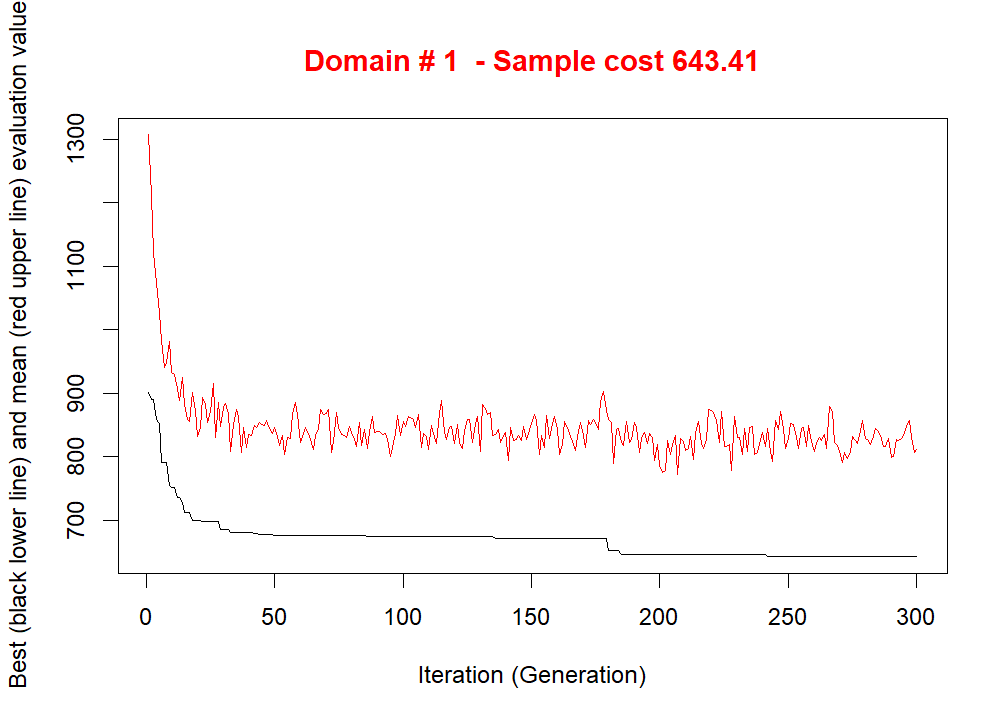 Domain # 1  - Sample cost 643.41
Best (black lower line) and mean (red upper line) evaluation value
1300
1100
900
800
700
0 50 100 150 200 250 300
Iteration (Generation)